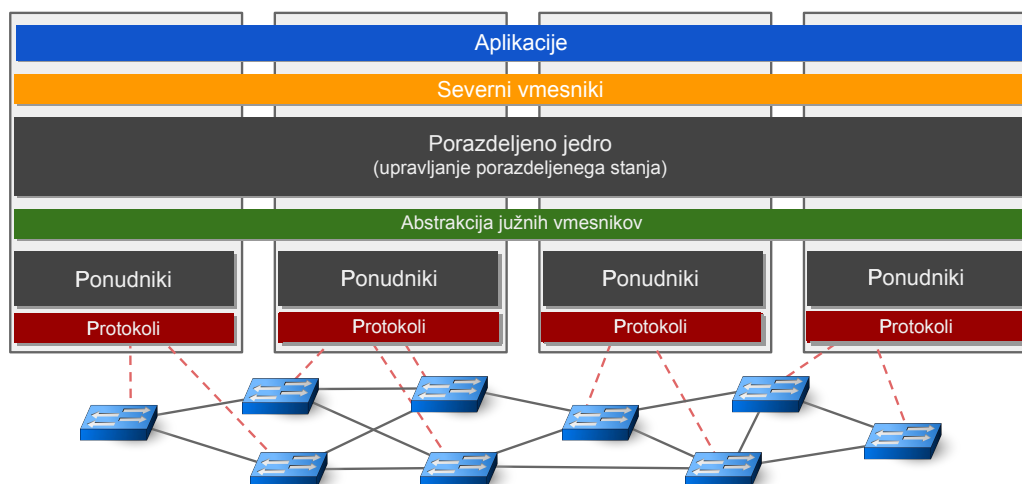 Aplikacije
Severni vmesniki
Porazdeljeno jedro
(upravljanje porazdeljenega stanja)
Abstrakcija južnih vmesnikov
Ponudniki
Ponudniki
Ponudniki
Ponudniki
Protokoli
Protokoli
Protokoli
Protokoli